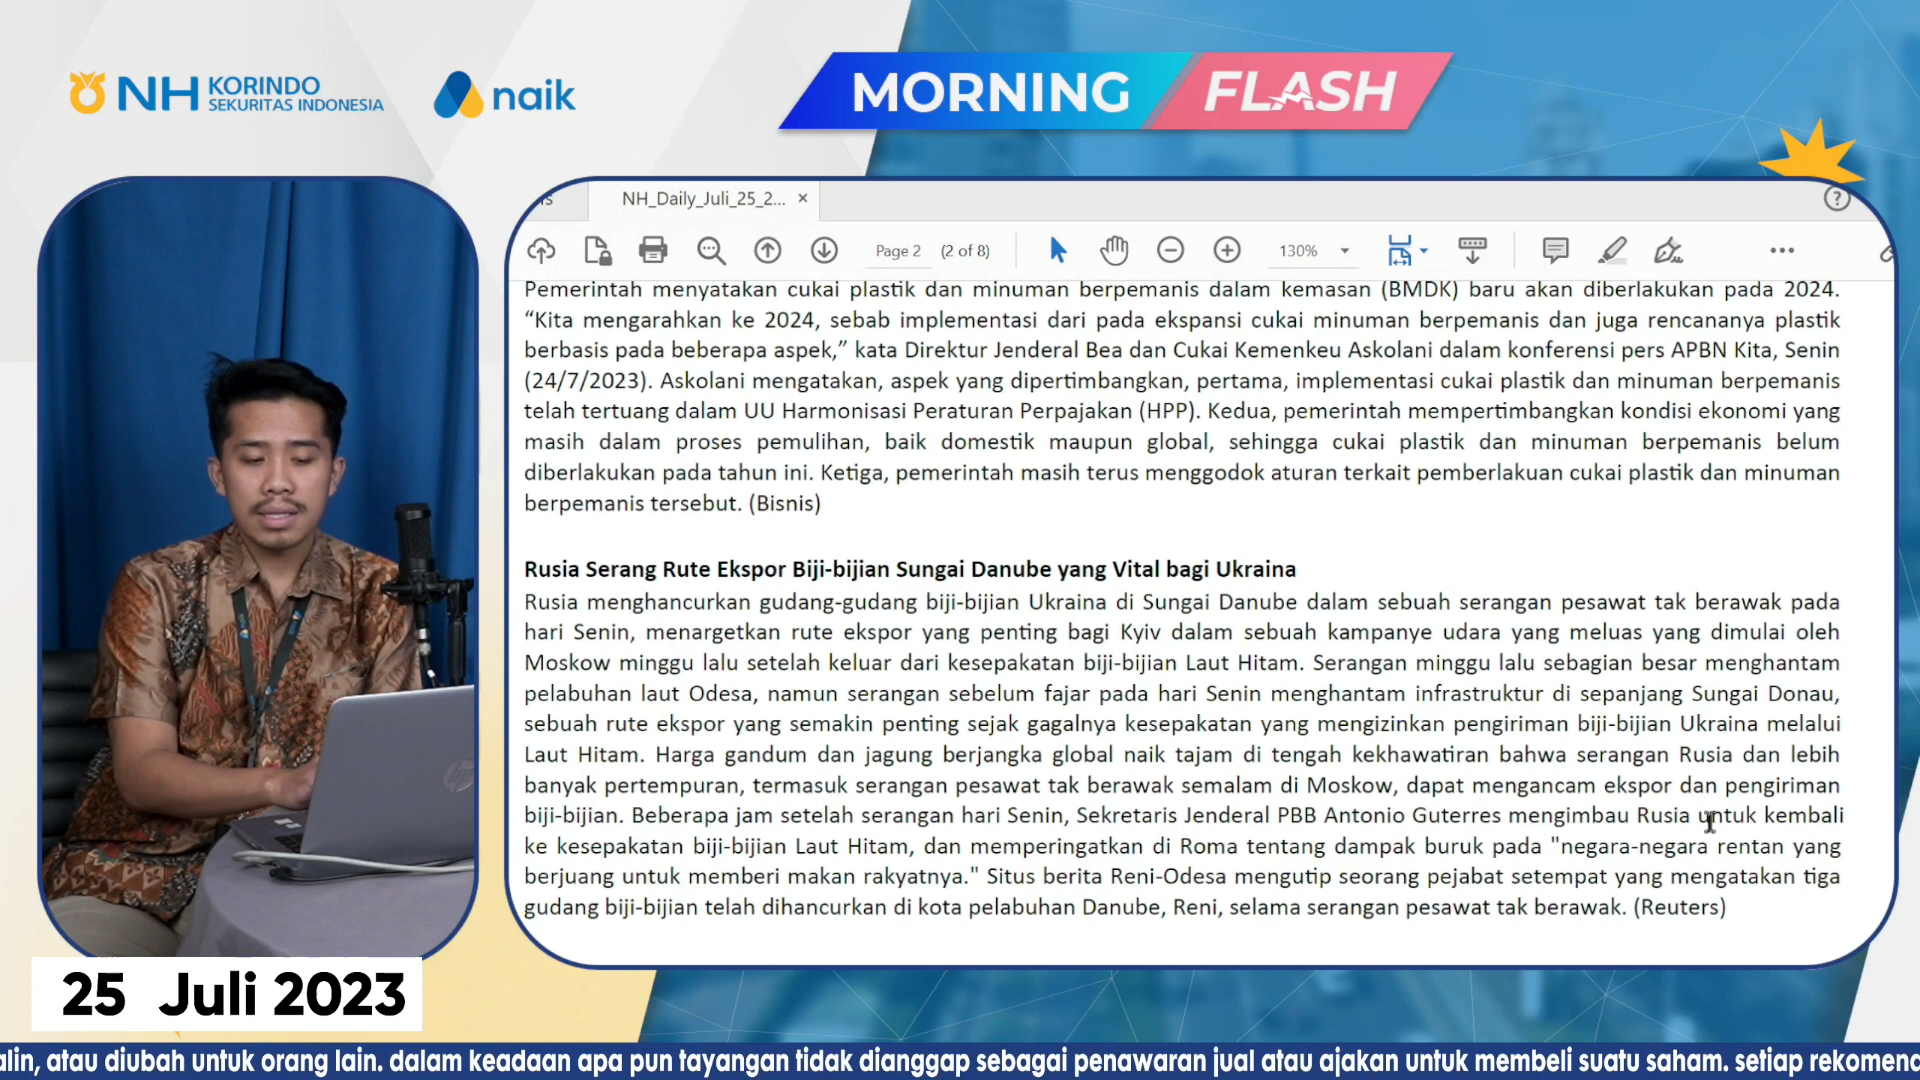 NH KORINDO
SEKURITAS INDONESIA
naik
MORNING FLASH
NH_Daily_Juli_25_2... ×
?
Page 2 (2 of 8)
130%
Pemerintah menyatakan cukai plastik dan minuman berpemanis dalam kemasan (BMDK) baru akan diberlakukan pada 2024.
“Kita mengarahkan ke 2024, sebab implementasi dari pada ekspansi cukai minuman berpemanis dan juga rencananya plastik
berbasis pada beberapa aspek,” kata Direktur Jenderal Bea dan Cukai Kemenkeu Askolani dalam konferensi pers APBN Kita, Senin
(24/7/2023). Askolani mengatakan, aspek yang dipertimbangkan, pertama, implementasi cukai plastik dan minuman berpemanis
telah tertuang dalam UU Harmonisasi Peraturan Perpajakan (HPP). Kedua, pemerintah mempertimbangkan kondisi ekonomi yang
masih dalam proses pemulihan, baik domestik maupun global, sehingga cukai plastik dan minuman berpemanis belum
diberlakukan pada tahun ini. Ketiga, pemerintah masih terus menggodok aturan terkait pemberlakuan cukai plastik dan minuman
berpemanis tersebut. (Bisnis)
Rusia Serang Rute Ekspor Biji-bijian Sungai Danube yang Vital bagi Ukraina
Rusia menghancurkan gudang-gudang biji-bijian Ukraina di Sungai Danube dalam sebuah serangan pesawat tak berawak pada
hari Senin, menargetkan rute ekspor yang penting bagi Kyiv dalam sebuah kampanye udara yang meluas yang dimulai oleh
Moskow minggu lalu setelah keluar dari kesepakatan biji-bijian Laut Hitam. Serangan minggu lalu sebagian besar menghantam
pelabuhan laut Odesa, namun serangan sebelum fajar pada hari Senin menghantam infrastruktur di sepanjang Sungai Donau,
sebuah rute ekspor yang semakin penting sejak gagalnya kesepakatan yang mengizinkan pengiriman biji-bijian Ukraina melalui
Laut Hitam. Harga gandum dan jagung berjangka global naik tajam di tengah kekhawatiran bahwa serangan Rusia dan lebih
banyak pertempuran, termasuk serangan pesawat tak berawak semalam di Moskow, dapat mengancam ekspor dan pengiriman
biji-bijian. Beberapa jam setelah serangan hari Senin, Sekretaris Jenderal PBB Antonio Guterres mengimbau Rusia untuk kembali
ke kesepakatan biji-bijian Laut Hitam, dan memperingatkan di Roma tentang dampak buruk pada "negara-negara rentan yang
berjuang untuk memberi makan rakyatnya." Situs berita Reni-Odesa mengutip seorang pejabat setempat yang mengatakan tiga
gudang biji-bijian telah dihancurkan di kota pelabuhan Danube, Reni, selama serangan pesawat tak berawak. (Reuters)
hp
25 Juli 2023
alin, atau diubah untuk orang lain. dalam keadaan apa pun tayangan tidak dianggap sebagai penawaran jual atau ajakan untuk membeli suatu saham. setiap rekomend